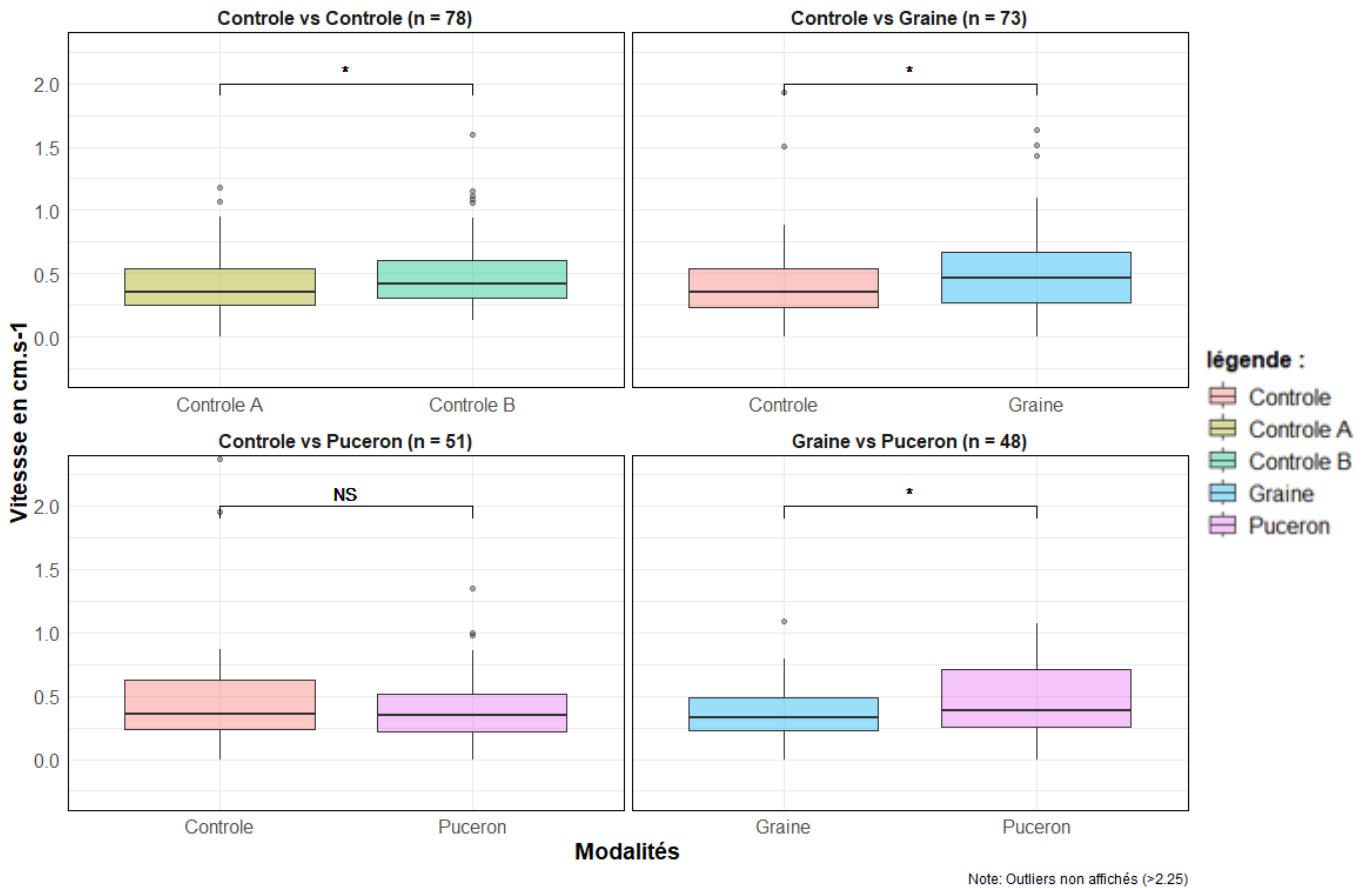 Controle vs Controle (n = 78)
Controle vs Graine (n = 73)
*
*
2.0
1.5
1.0
0.5
0.0
Controle A
Controle B
Controle
Graine
Controle vs Puceron (n = 51)
Graine vs Puceron (n = 48)
NS
*
2.0
1.5
1.0
0.5
0.0
Controle
Puceron
Graine
Puceron
Vitessse en cm.s-1
Modalités
légende :
Controle
Controle A
Controle B
Graine
Puceron
Note: Outliers non affichés (>2.25)